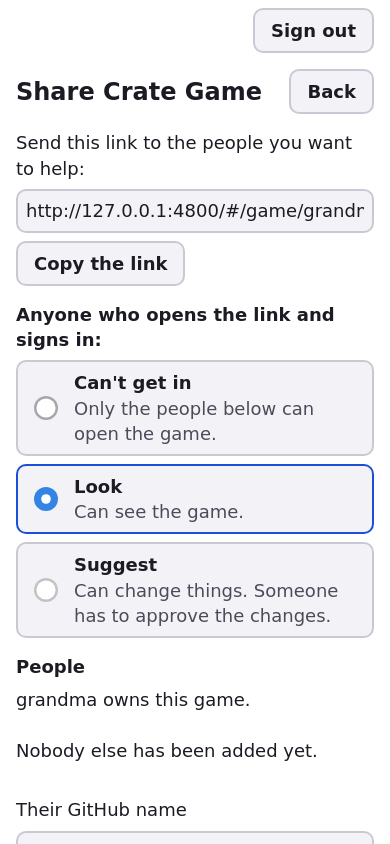 Sign out
Share Crate Game
Back
Send this link to the people you want
to help:
http://127.0.0.1:4800/#/game/grandr
Copy the link
Anyone who opens the link and
signs in:
Can't get in
Only the people below can
open the game.
Look
Can see the game.
Suggest
Can change things. Someone
has to approve the changes.
People
grandma owns this game.
Nobody else has been added yet.
Their GitHub name